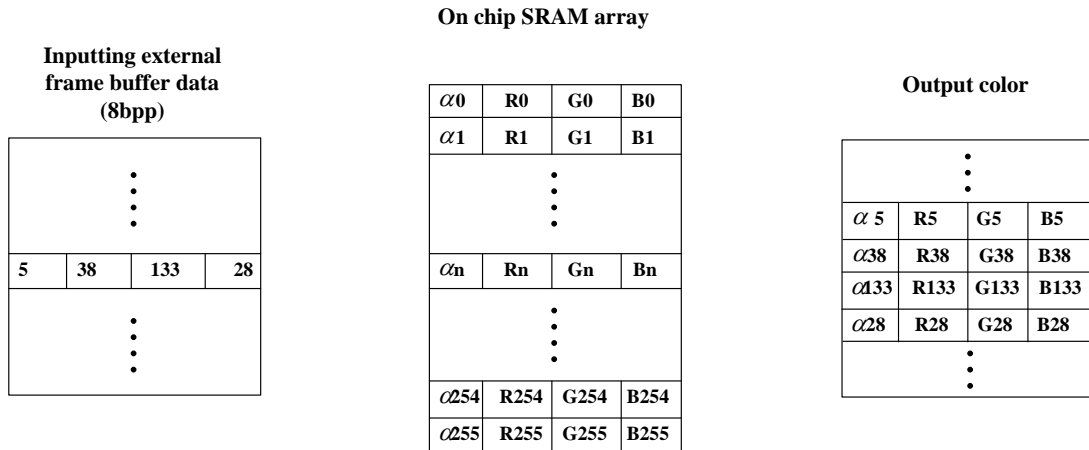 On chip SRAM array
Inputting external
frame buffer data
(8bpp)
5 38 133 28
α0 R0 G0 B0
α1 R1 G1 B1
αn Rn Gn Bn
α254 R254 G254 B254
α255 R255 G255 B255
Output color
α 5 R5 G5 B5
α38 R38 G38 B38
α133 R133 G133 B133
α28 R28 G28 B28